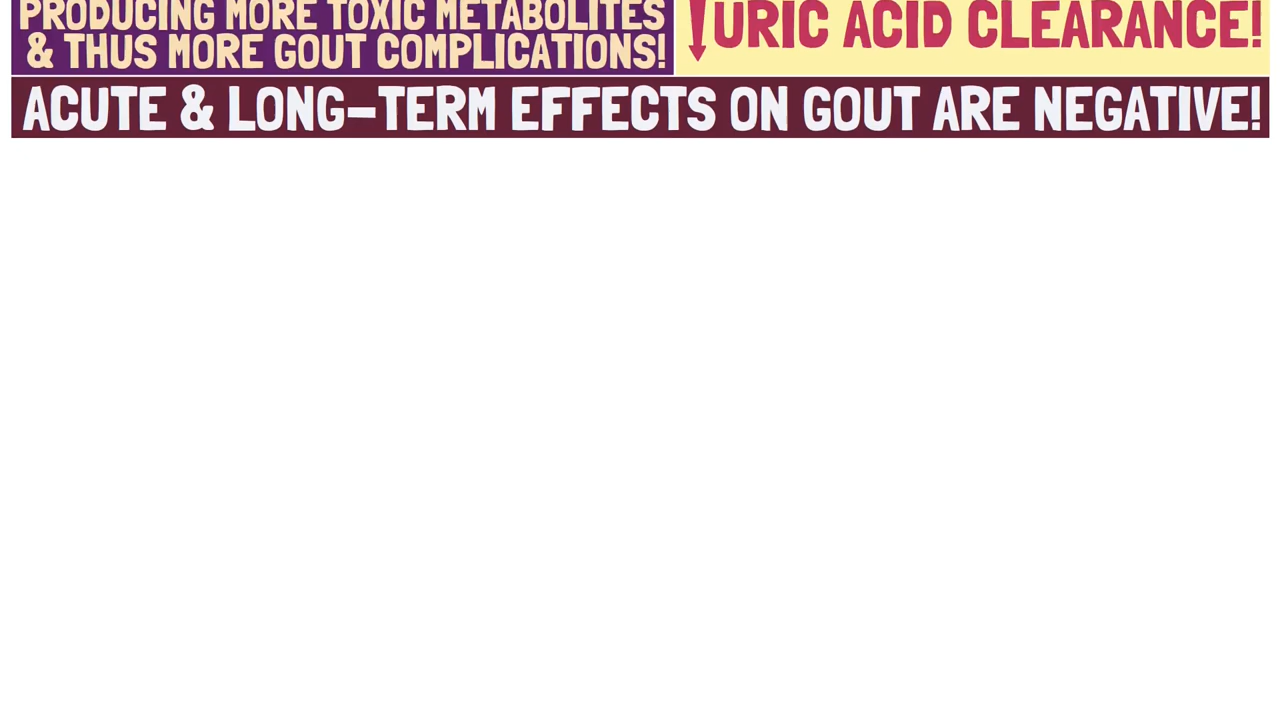 PRODUCING MORE TOXIC METABOLITES
& THUS MORE GOUT COMPLICATIONS!
↓URIC ACID CLEARANCE!
ACUTE & LONG-TERM EFFECTS ON GOUT ARE NEGATIVE!